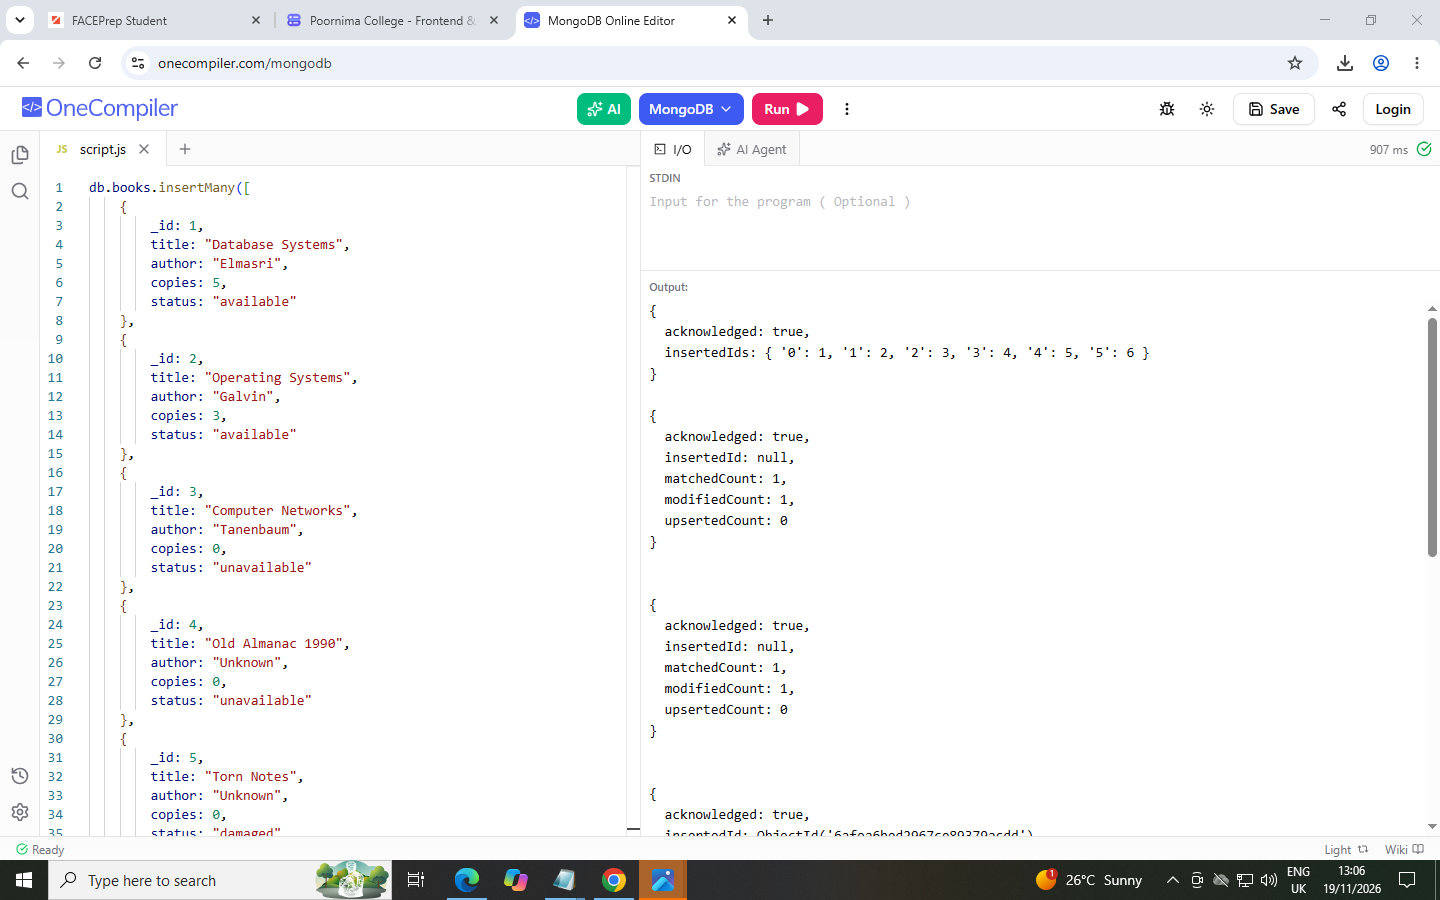 FACEPrep Student
Poornima College - Frontend &
MongoDB Online Editor
onecompiler.com/mongodb
OneCompiler
AI
MongoDB
Run
Save
Login
JS script.js
I/O
AI Agent
907 ms
1 db.books.insertMany([
2 {
3 _id: 1,
4 title: "Database Systems",
5 author: "Elmasri",
6 copies: 5,
7 status: "available"
8 },
9 {
10 _id: 2,
11 title: "Operating Systems",
12 author: "Galvin",
13 copies: 3,
14 status: "available"
15 },
16 {
17 _id: 3,
18 title: "Computer Networks",
19 author: "Tanenbaum",
20 copies: 0,
21 status: "unavailable"
22 },
23 {
24 _id: 4,
25 title: "Old Almanac 1990",
26 author: "Unknown",
27 copies: 0,
28 status: "unavailable"
29 },
30 {
31 _id: 5,
32 title: "Torn Notes",
33 author: "Unknown",
34 copies: 0,
35 status: "damaged"
STDIN
Input for the program ( Optional )
Output:
{
acknowledged: true,
insertedIds: { '0': 1, '1': 2, '2': 3, '3': 4, '4': 5, '5': 6 }
}
{
acknowledged: true,
insertedId: null,
matchedCount: 1,
modifiedCount: 1,
upsertedCount: 0
}
{
acknowledged: true,
insertedId: null,
matchedCount: 1,
modifiedCount: 1,
upsertedCount: 0
}
{
acknowledged: true,
insertedId:
Ready
Light
Wiki
Type here to search
1
26°C Sunny
ENG
UK
13:06
19/11/2026